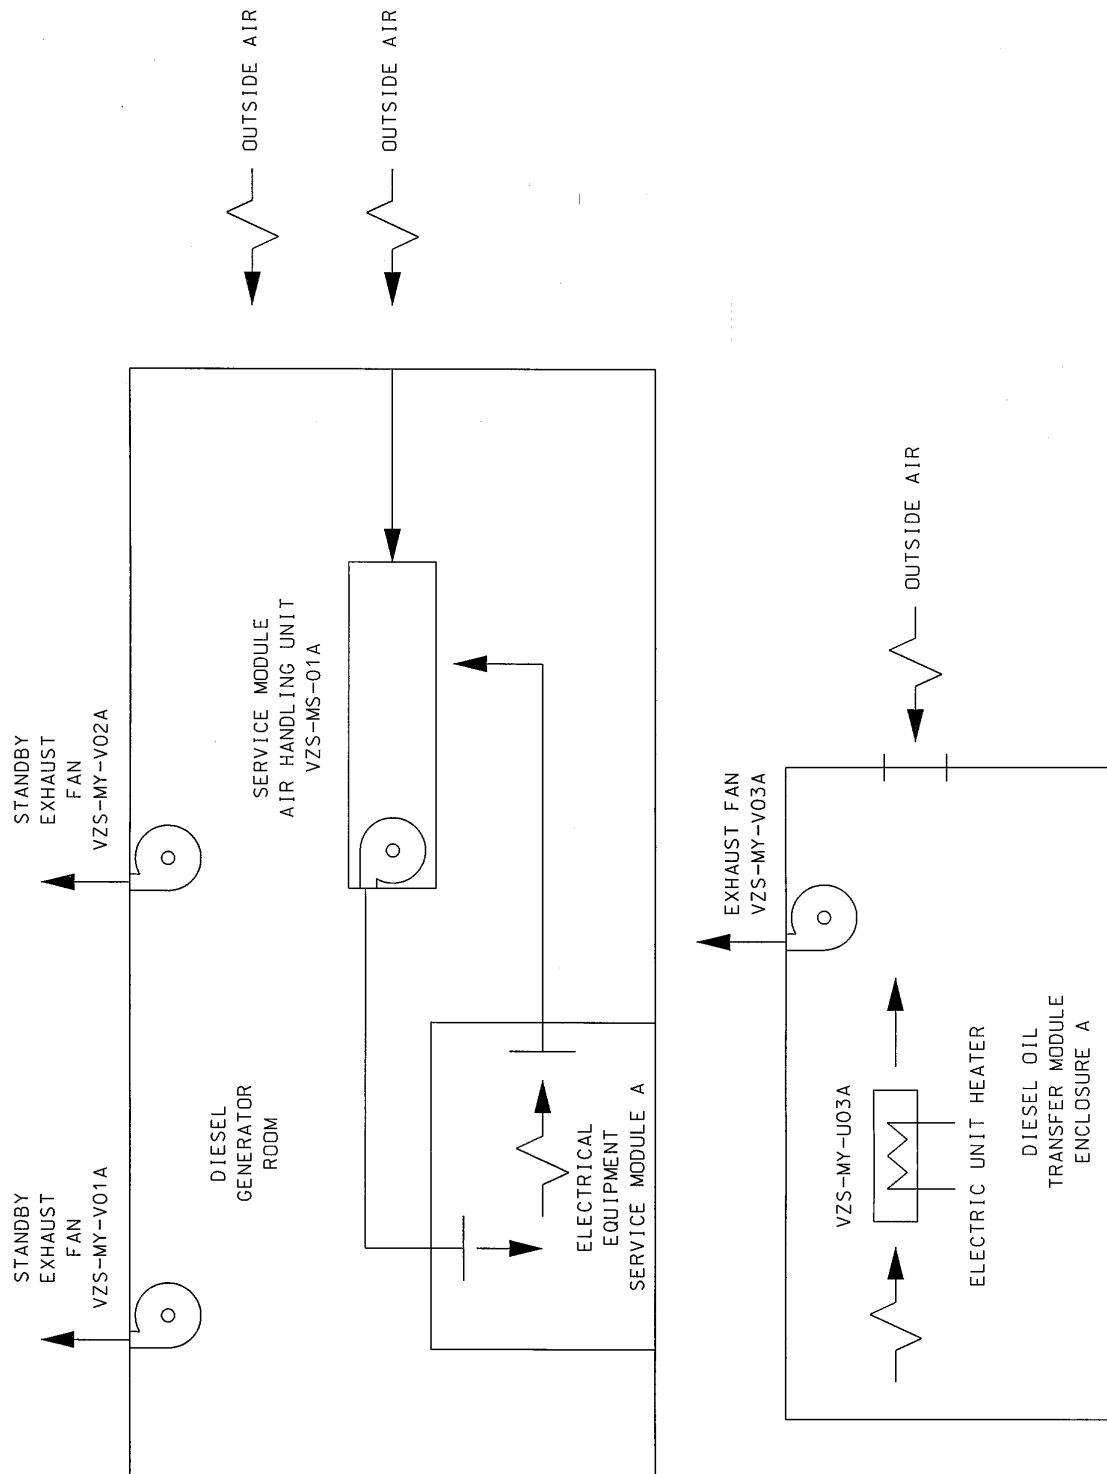 STANDBY
EXHAUST
FAN
VZS-MY-V01A
STANDBY
EXHAUST
FAN
VZS-MY-V02A
OUTSIDE AIR
OUTSIDE AIR
DIESEL
GENERATOR
ROOM
SERVICE MODULE
AIR HANDLING UNIT
VZS-MS-01A
ELECTRICAL
EQUIPMENT
SERVICE MODULE A
EXHAUST FAN
VZS-MY-V03A
OUTSIDE AIR
VZS-MY-U03A
ELECTRIC UNIT HEATER
DIESEL OIL
TRANSFER MODULE
ENCLOSURE A